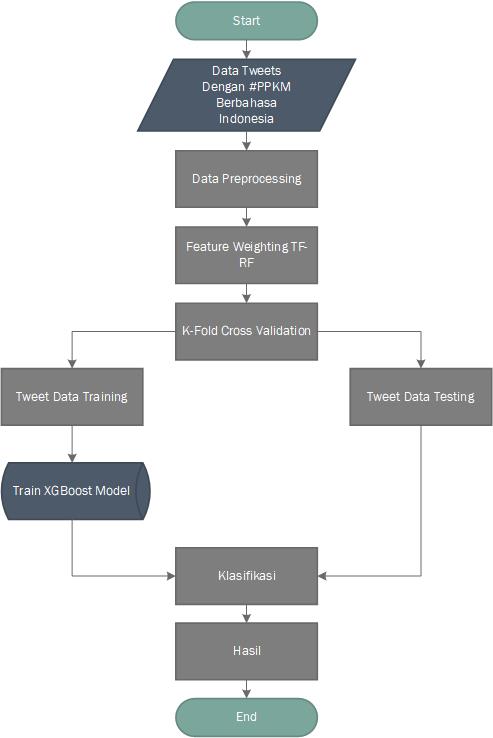 Start
Data Tweets
Dengan #PPKM
Berbahasa
Indonesia
Data Preprocessing
Feature Weighting TF-
RF
K-Fold Cross Validation
Tweet Data Training
Tweet Data Testing
Train XGBoost Model
Klasifikasi
Hasil
End